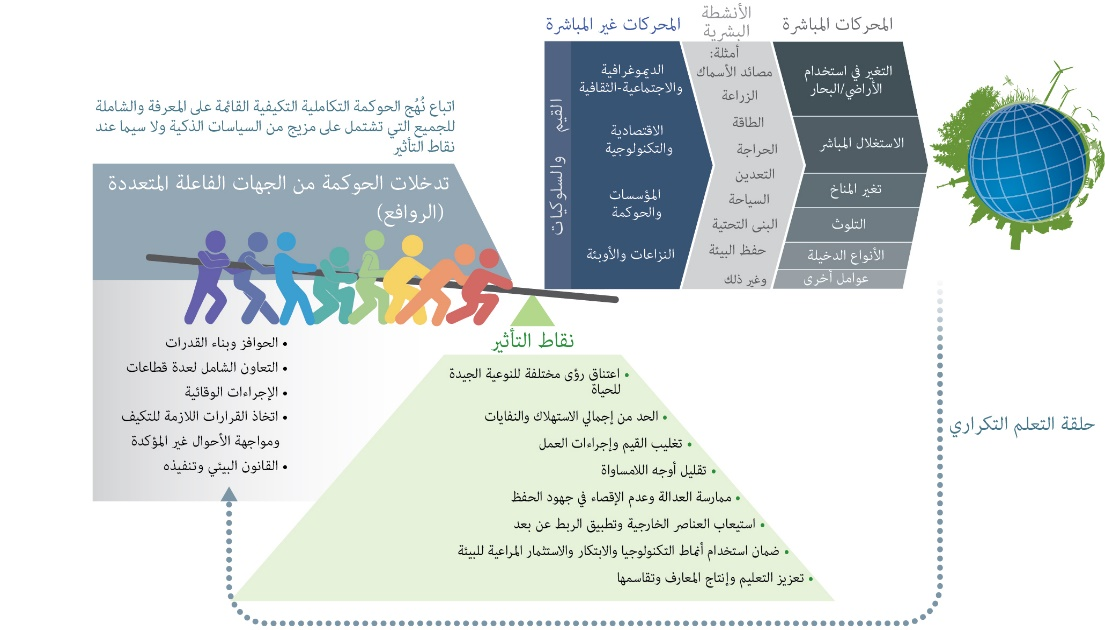 المحركات المباشرة
الأنشطة
البشرية
المحركات غير المباشرة
التغير في استخدام
الأراضي/البحار
الاستغلال المباشر
تغير المناخ
التلوث
الأنواع الدخيلة
عوامل أخرى
أمثلة:
مصائد الأسماك
الزراعة
الطاقة
الحراجة
التعدين
السياحة
البنى التحتية
حفظ البيئة
وغير ذلك
الديموغرافية
والاجتماعية-الثقافية
الاقتصادية
والتكنولوجية
المؤسسات
والحوكمة
النزاعات والأوبئة
القيم والسلوكيات
اتباع نُهُج الحوكمة التكاملية التكيفية القائمة على المعرفة والشاملة
للجميع التي تشتمل على مزيج من السياسات الذكية ولا سيما عند
نقاط التأثير
تدخلات الحوكمة من الجهات الفاعلة المتعددة
(الروافع)
• الحوافز وبناء القدرات
• التعاون الشامل لعدة قطاعات
• الإجراءات الوقائية
• اتخاذ القرارات اللازمة للتكيف
ومواجهة الأحوال غير المؤكدة
• القانون البيئي وتنفيذه
نقاط التأثير
• اعتناق رؤى مختلفة للنوعية الجيدة
للحياة
• الحد من إجمالي الاستهلاك والنفايات
• تغليب القيم وإجراءات العمل
• تقليل أوجه اللامساواة
• ممارسة العدالة وعدم الإقصاء في جهود الحفظ
• استيعاب العناصر الخارجية وتطبيق الربط عن بعد
• ضمان استخدام أنماط التكنولوجيا والابتكار والاستثمار المراعية للبيئة
• تعزيز التعليم وإنتاج المعارف وتقاسمها
حلقة التعلم التكراري